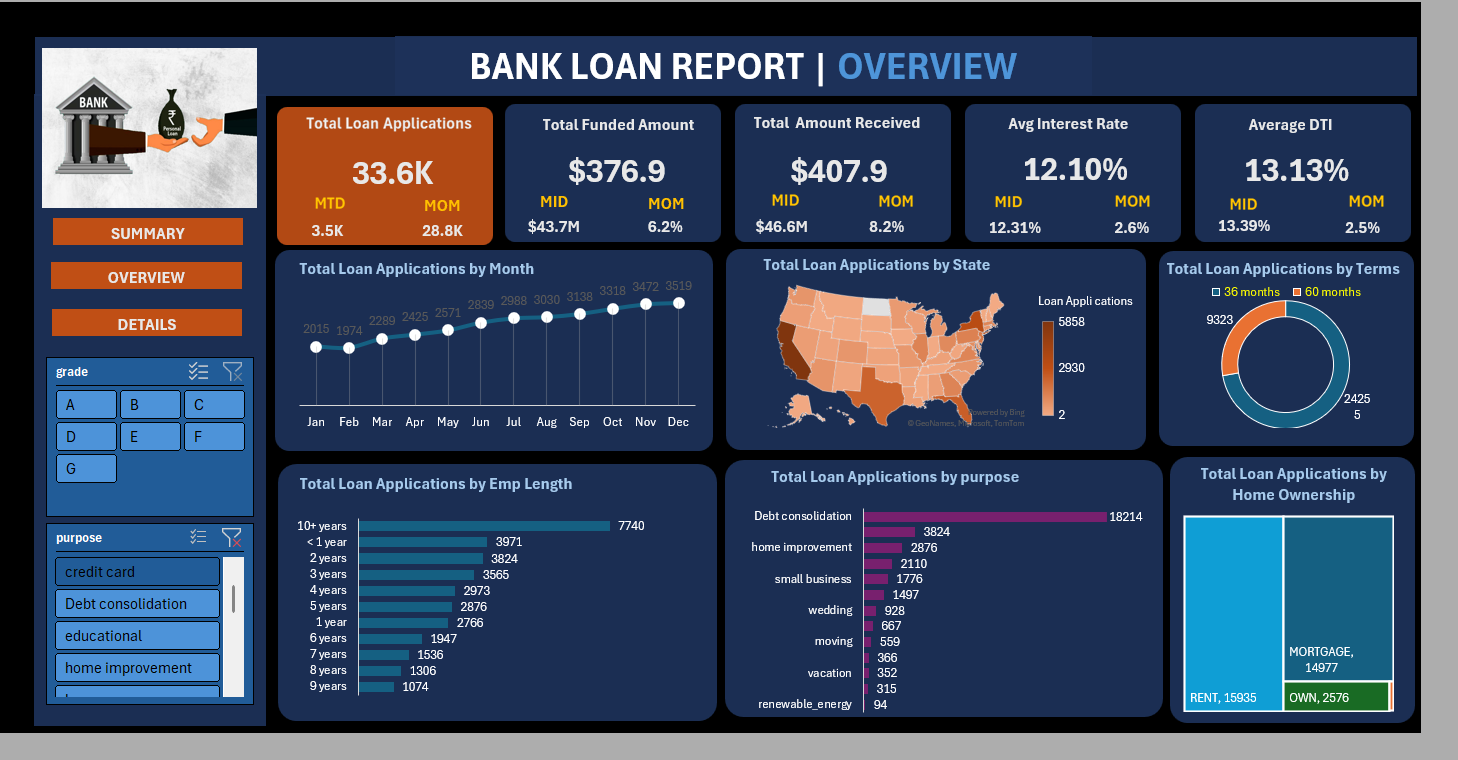 BANK LOAN REPORT | OVERVIEW
BANK
₹
Personal
Loan
SUMMARY
OVERVIEW
DETAILS
grade
A B C
D E F
G
purpose
credit card
Debt consolidation
educational
home improvement
Total Loan Applications
33.6K
MTD MOM
3.5K 28.8K
Total Funded Amount
$376.9
MID MOM
$43.7M 6.2%
Total Amount Received
$407.9
MID MOM
$46.6M 8.2%
Avg Interest Rate
12.10%
MID MOM
12.31% 2.6%
Average DTI
13.13%
MID MOM
13.39% 2.5%
Total Loan Applications by Month
2015 1974 2289 2425 2571 2839 2988 3030 3138 3318 3472 3519
Jan Feb Mar Apr May Jun Jul Aug Sep Oct Nov Dec
Total Loan Applications by State
Loan Appli cations
5858
2930
2
Powered by Bing
© GeoNames, Microsoft, TomTom
Total Loan Applications by Terms
36 months 60 months
9323
2425
5
Total Loan Applications by Emp Length
10+ years 7740
< 1 year 3971
2 years 3824
3 years 3565
4 years 2973
5 years 2876
1 year 2766
6 years 1947
7 years 1536
8 years 1306
9 years 1074
Total Loan Applications by purpose
Debt consolidation 18214
3824
home improvement 2876
2110
small business 1776
1497
wedding 928
667
moving 559
366
vacation 352
315
renewable_energy 94
Total Loan Applications by
Home Ownership
RENT, 15935
MORTGAGE,
14977
OWN, 2576